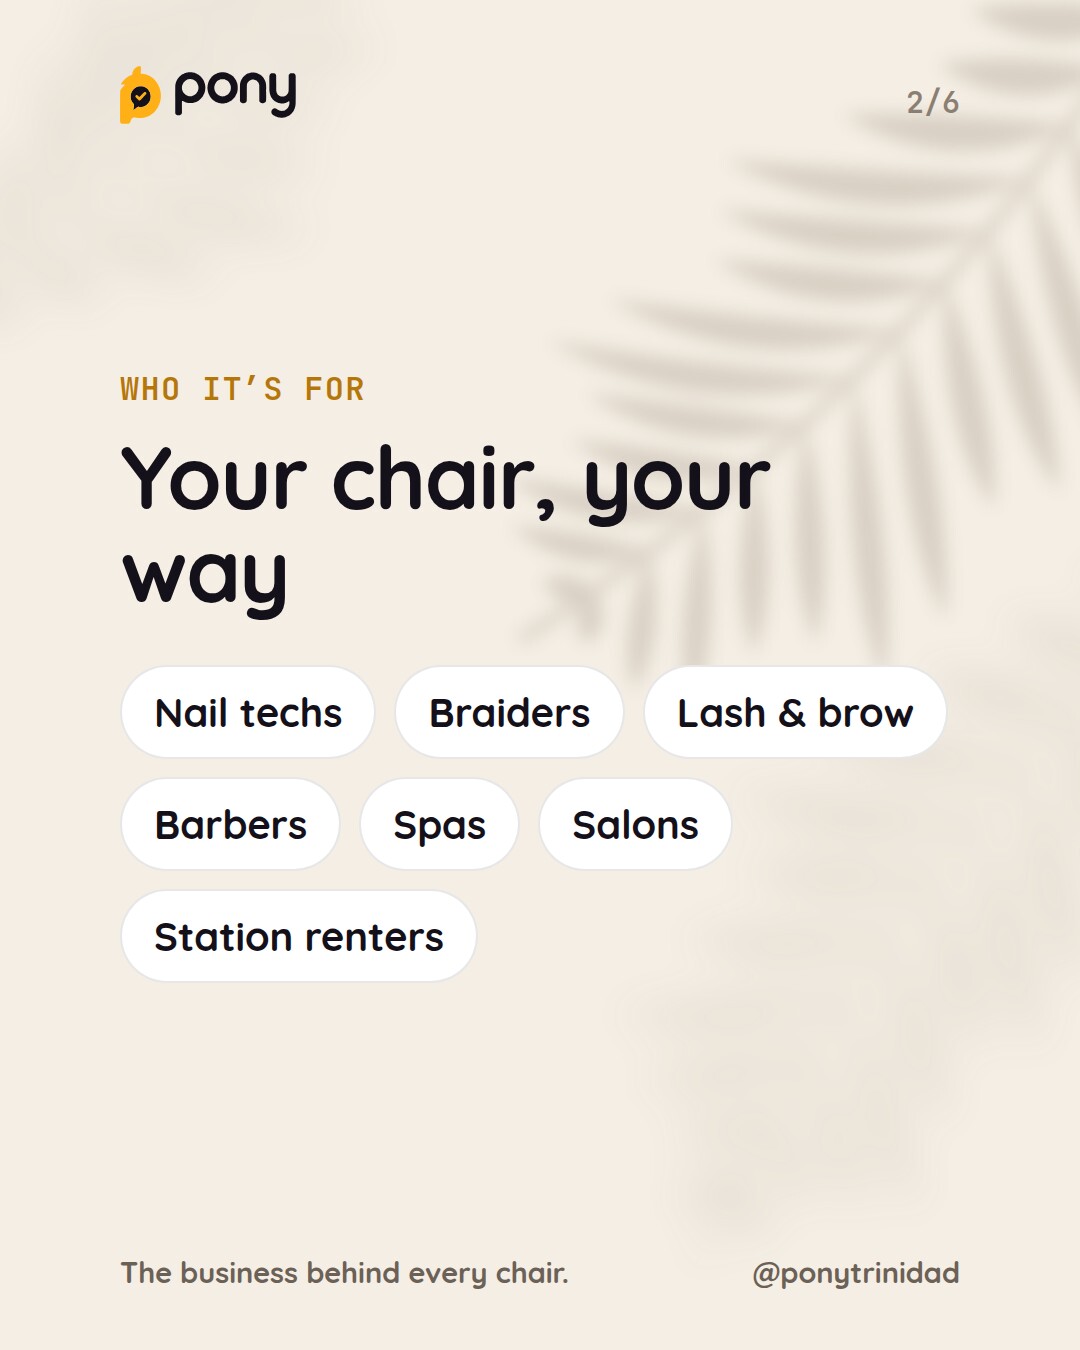 pony
2/6
WHO IT’S FOR
Your chair, your
way
Nail techs
Braiders
Lash & brow
Barbers
Spas
Salons
Station renters
The business behind every chair.
@ponytrinidad